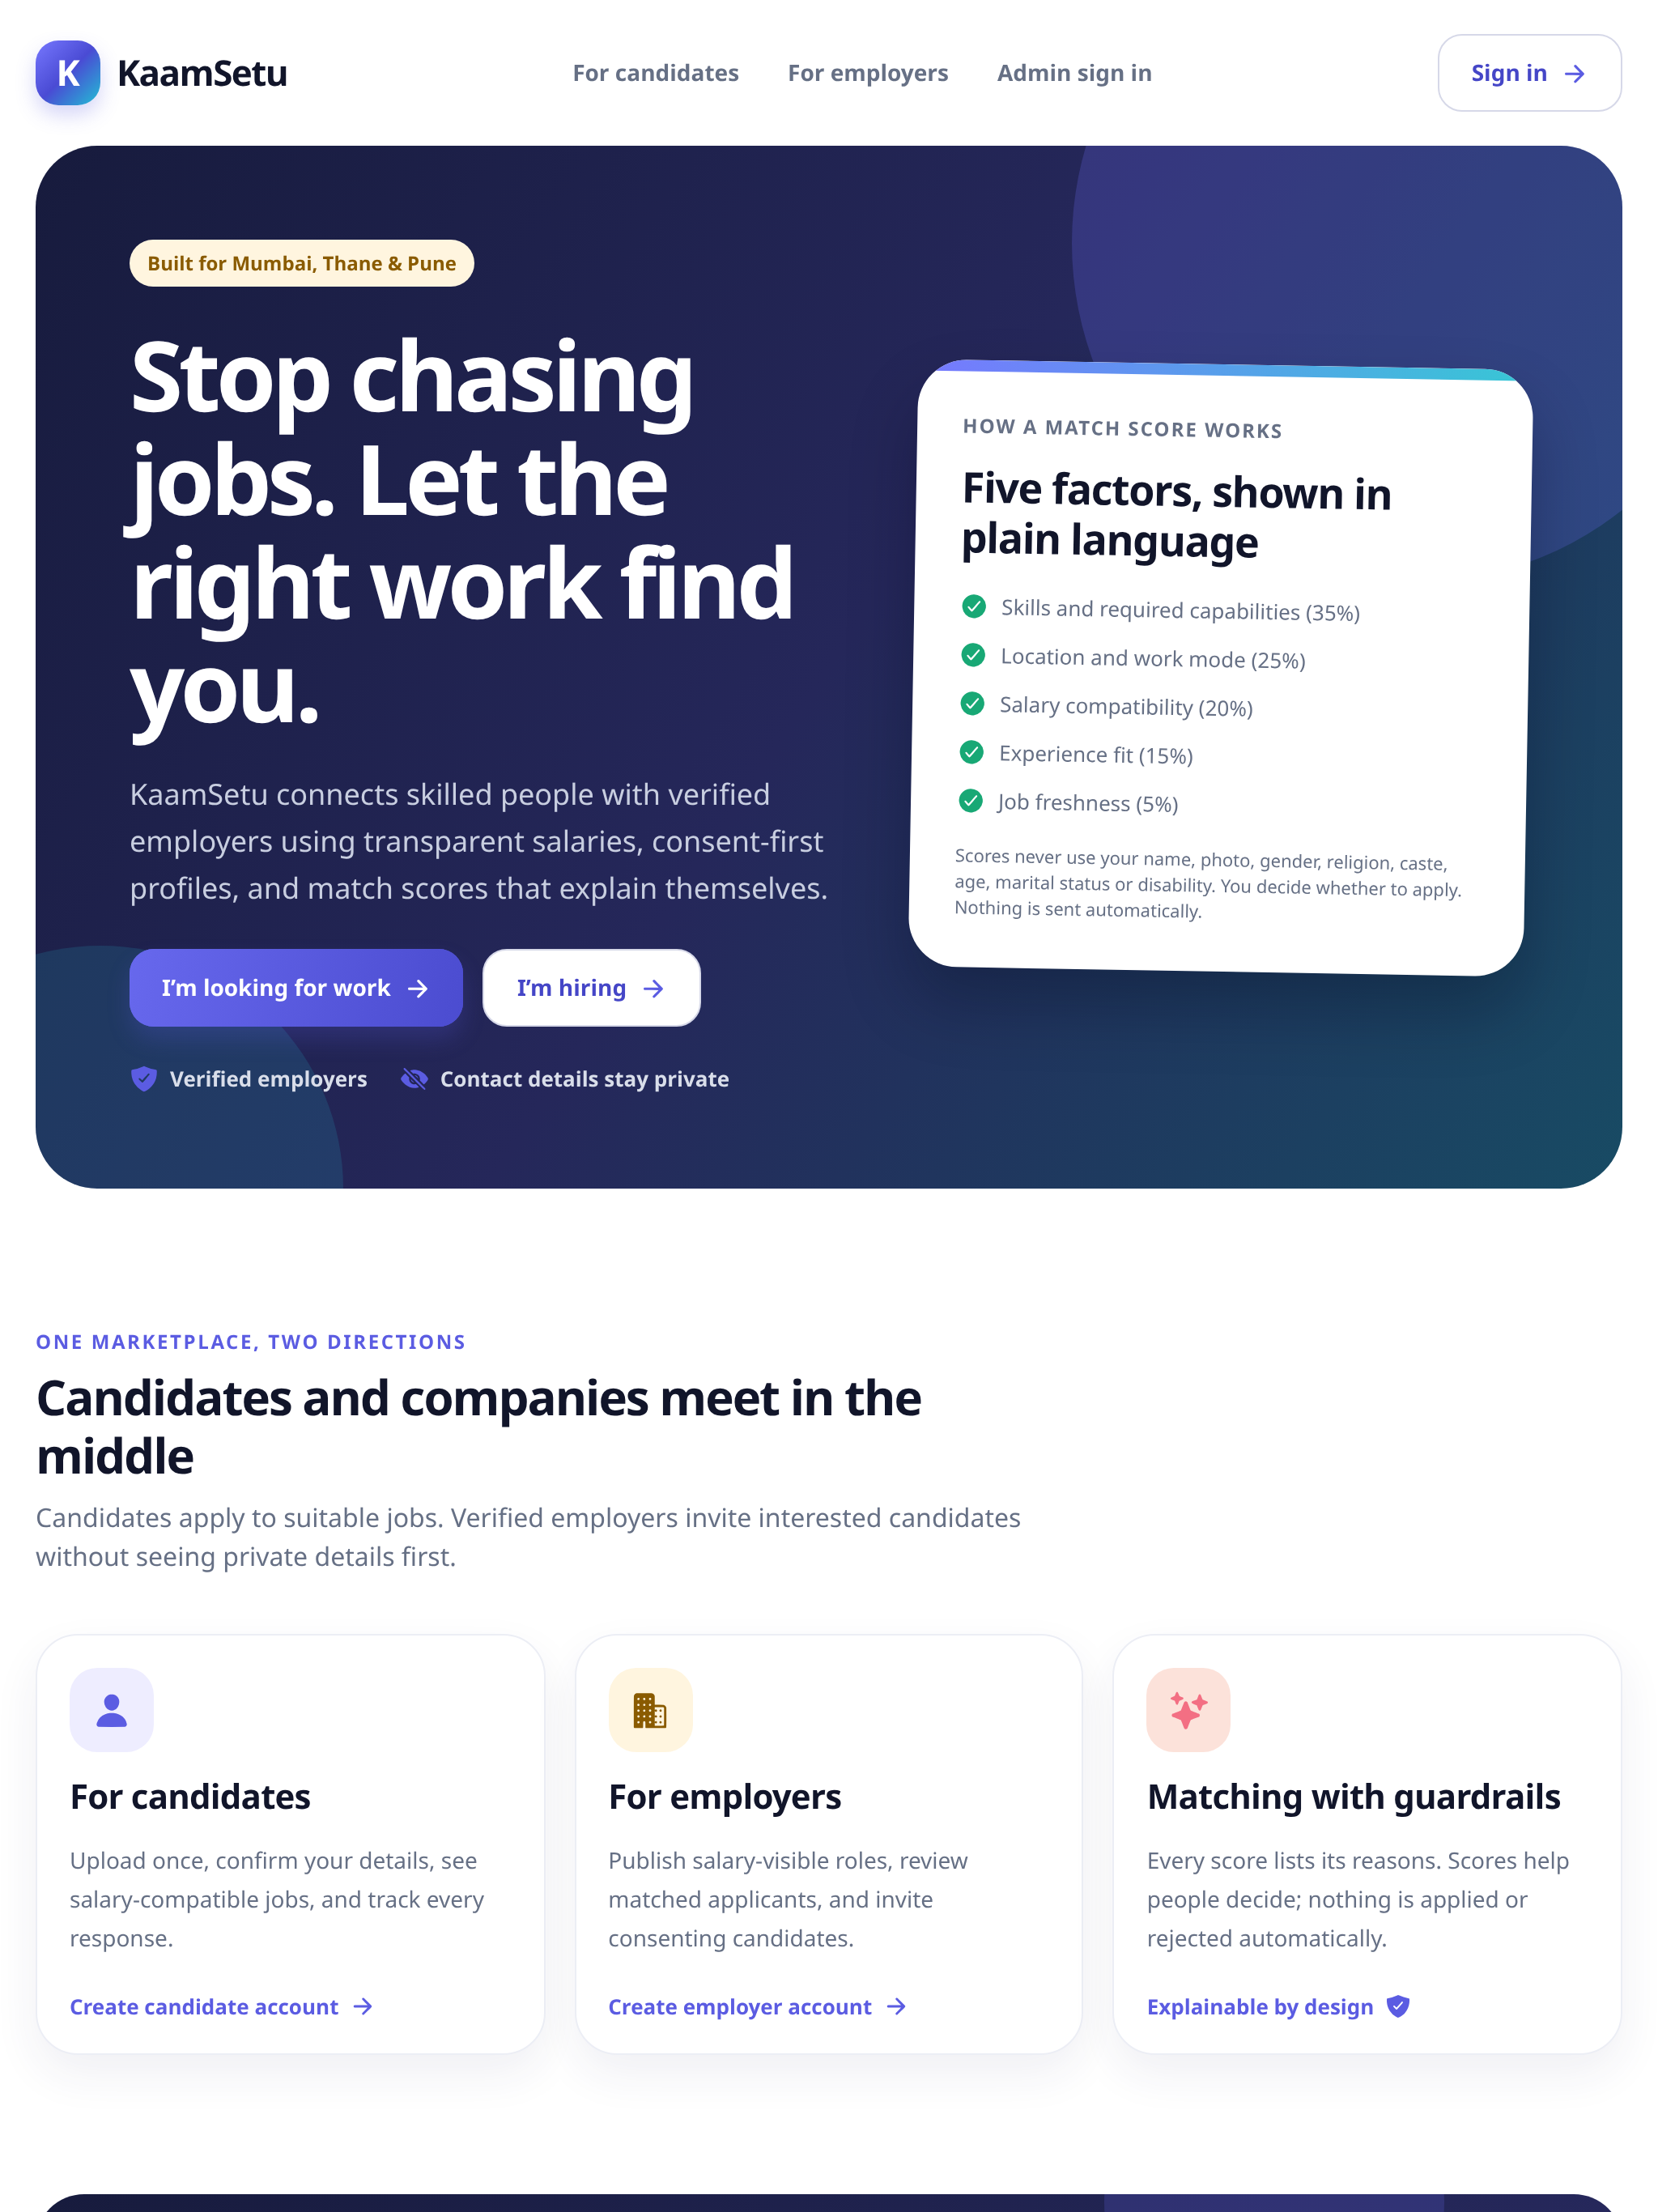 K
KaamSetu
For candidates
For employers
Admin sign in
Sign in
Built for Mumbai, Thane & Pune
Stop chasing
jobs. Let the
right work find
you.
KaamSetu connects skilled people with verified
employers using transparent salaries, consent-first
profiles, and match scores that explain themselves.
I’m looking for work
I’m hiring
Verified employers
Contact details stay private
HOW A MATCH SCORE WORKS
Five factors, shown in
plain language
Skills and required capabilities (35%)
Location and work mode (25%)
Salary compatibility (20%)
Experience fit (15%)
Job freshness (5%)
Scores never use your name, photo, gender, religion, caste,
age, marital status or disability. You decide whether to apply.
Nothing is sent automatically.
ONE MARKETPLACE, TWO DIRECTIONS
Candidates and companies meet in the
middle
Candidates apply to suitable jobs. Verified employers invite interested candidates
without seeing private details first.
For candidates
Upload once, confirm your details, see
salary-compatible jobs, and track every
response.
Create candidate account
For employers
Publish salary-visible roles, review
matched applicants, and invite
consenting candidates.
Create employer account
Matching with guardrails
Every score lists its reasons. Scores help
people decide; nothing is applied or
rejected automatically.
Explainable by design